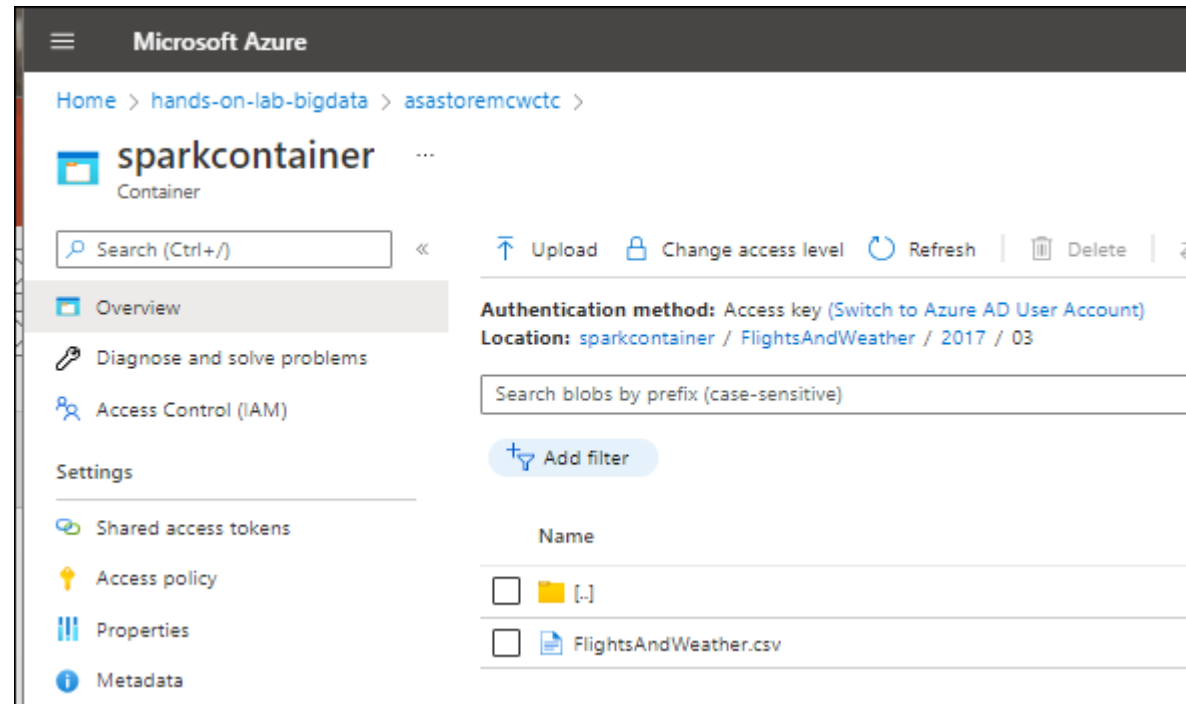 Microsoft Azure
Home > hands-on-lab-bigdata > asastoremcwctc >
sparkcontainer ...
Container
Search (Ctrl+/) «
Upload Change access level Refresh Delete
Overview
Authentication method: Access key (Switch to Azure AD User Account)
Location: sparkcontainer / FlightsAndWeather / 2017 / 03
Diagnose and solve problems
Search blobs by prefix (case-sensitive)
Access Control (IAM)
Add filter
Settings
Shared access tokens
Name
Access policy
[..]
Properties
FlightsAndWeather.csv
Metadata